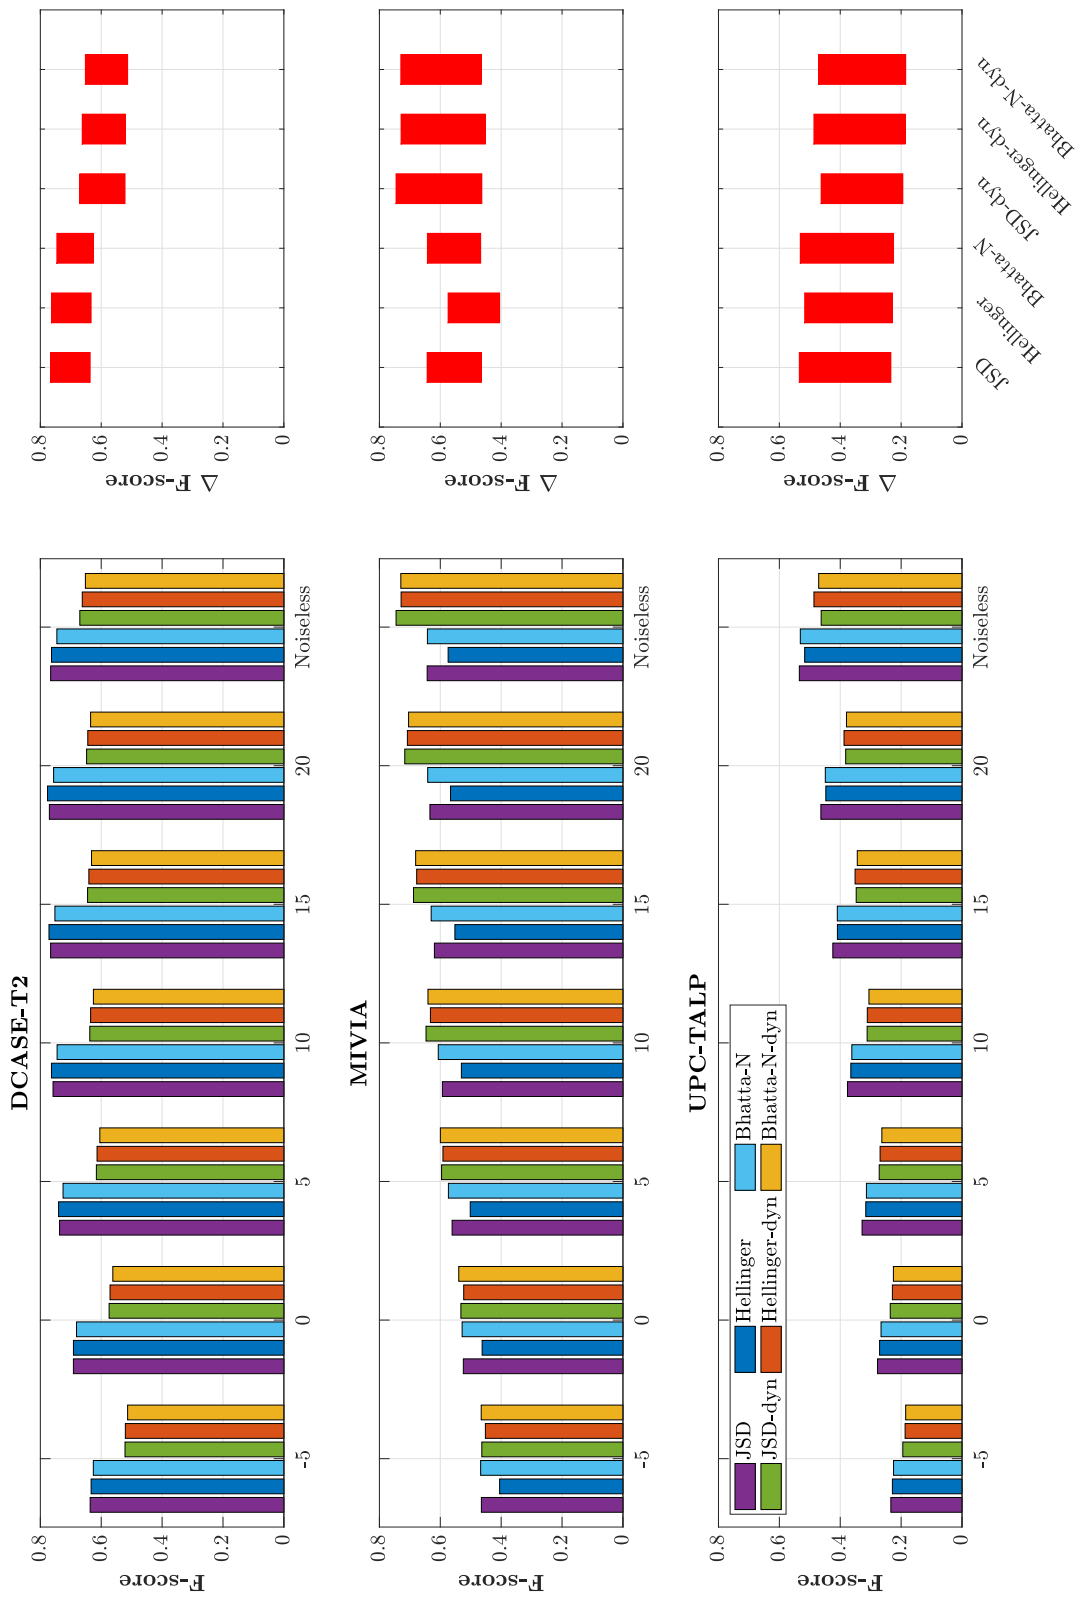 DCASE-T2
F-score
0.8
0.6
0.4
0.2
0
-5
0
5
10
15
20
Noiseless
Δ F-score
0.8
0.6
0.4
0.2
0
MIVIA
F-score
0.8
0.6
0.4
0.2
0
-5
0
5
10
15
20
Noiseless
Δ F-score
0.8
0.6
0.4
0.2
0
UPC-TALP
F-score
0.8
0.6
0.4
0.2
0
JSD Hellinger Bhatta-N
JSD-dyn Hellinger-dyn Bhatta-N-dyn
-5
0
5
10
15
20
Noiseless
Δ F-score
0.8
0.6
0.4
0.2
0
JSD
Hellinger
Bhatta-N
JSD-dyn
Hellinger-dyn
Bhatta-N-dyn